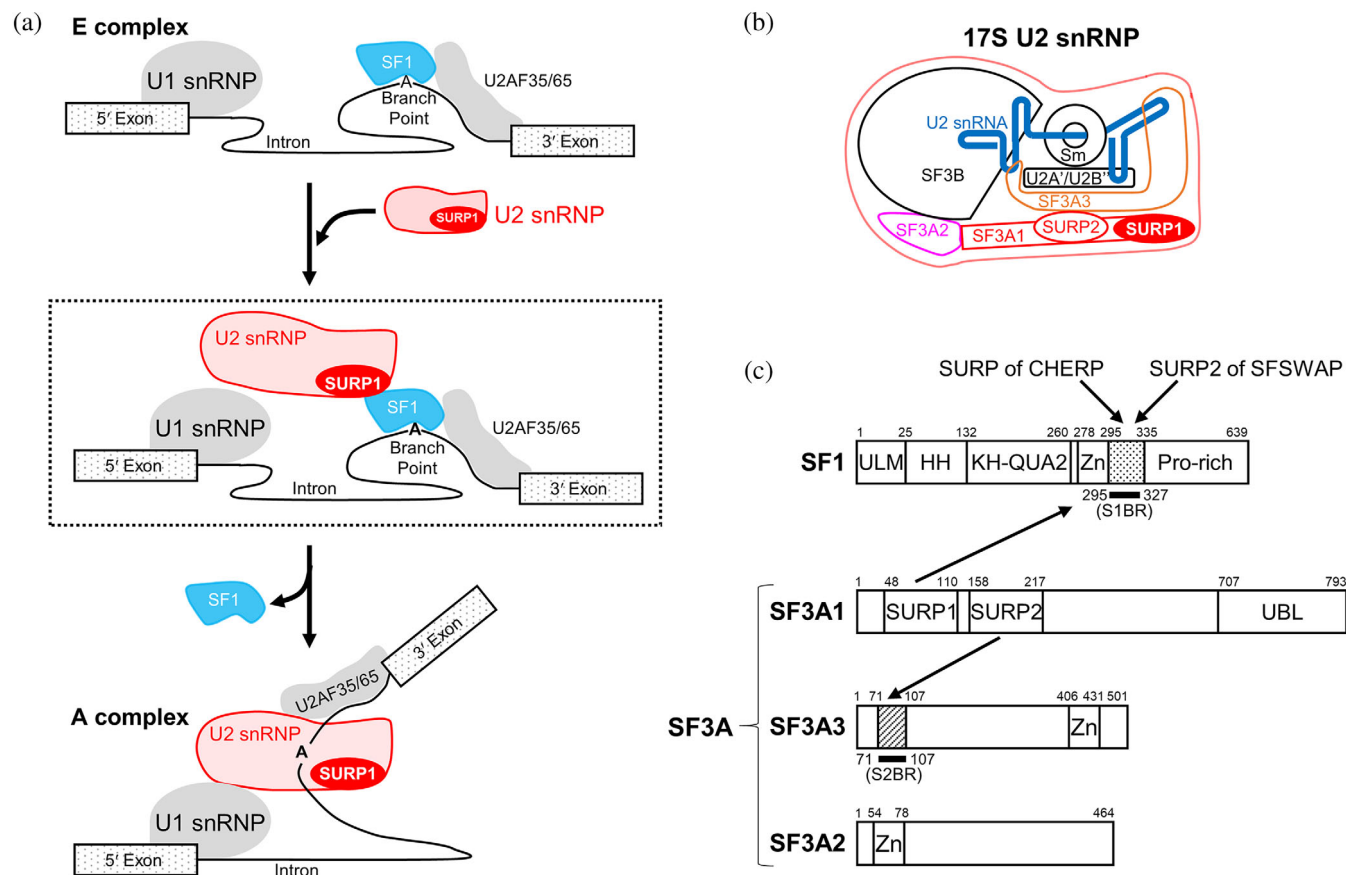 (a)
E complex
U1 snRNP
SF1
A
U2AF35/65
Branch
Point
5′ Exon
Intron
3′ Exon
SURP1
U2 snRNP
U2 snRNP
SURP1
SF1
U1 snRNP
A
U2AF35/65
Branch
Point
5′ Exon
Intron
3′ Exon
SF1
3′ Exon
U2AF35/65
A complex
U2 snRNP
A
SURP1
U1 snRNP
5′ Exon
Intron
(b)
17S U2 snRNP
U2 snRNA
Sm
SF3B
U2A'/U2B''
SF3A3
SF3A2
SF3A1
SURP2
SURP1
(c)
SURP of CHERP
SURP2 of SFSWAP
1 25 132 260 278 295 335 639
SF1
ULM HH KH-QUA2 Zn Pro-rich
295 327
(S1BR)
1 48 110 158 217 707 793
SF3A1
SURP1 SURP2 UBL
SF3A
1 71 107 406 431 501
SF3A3
Zn
71 107
(S2BR)
1 54 78 464
SF3A2
Zn